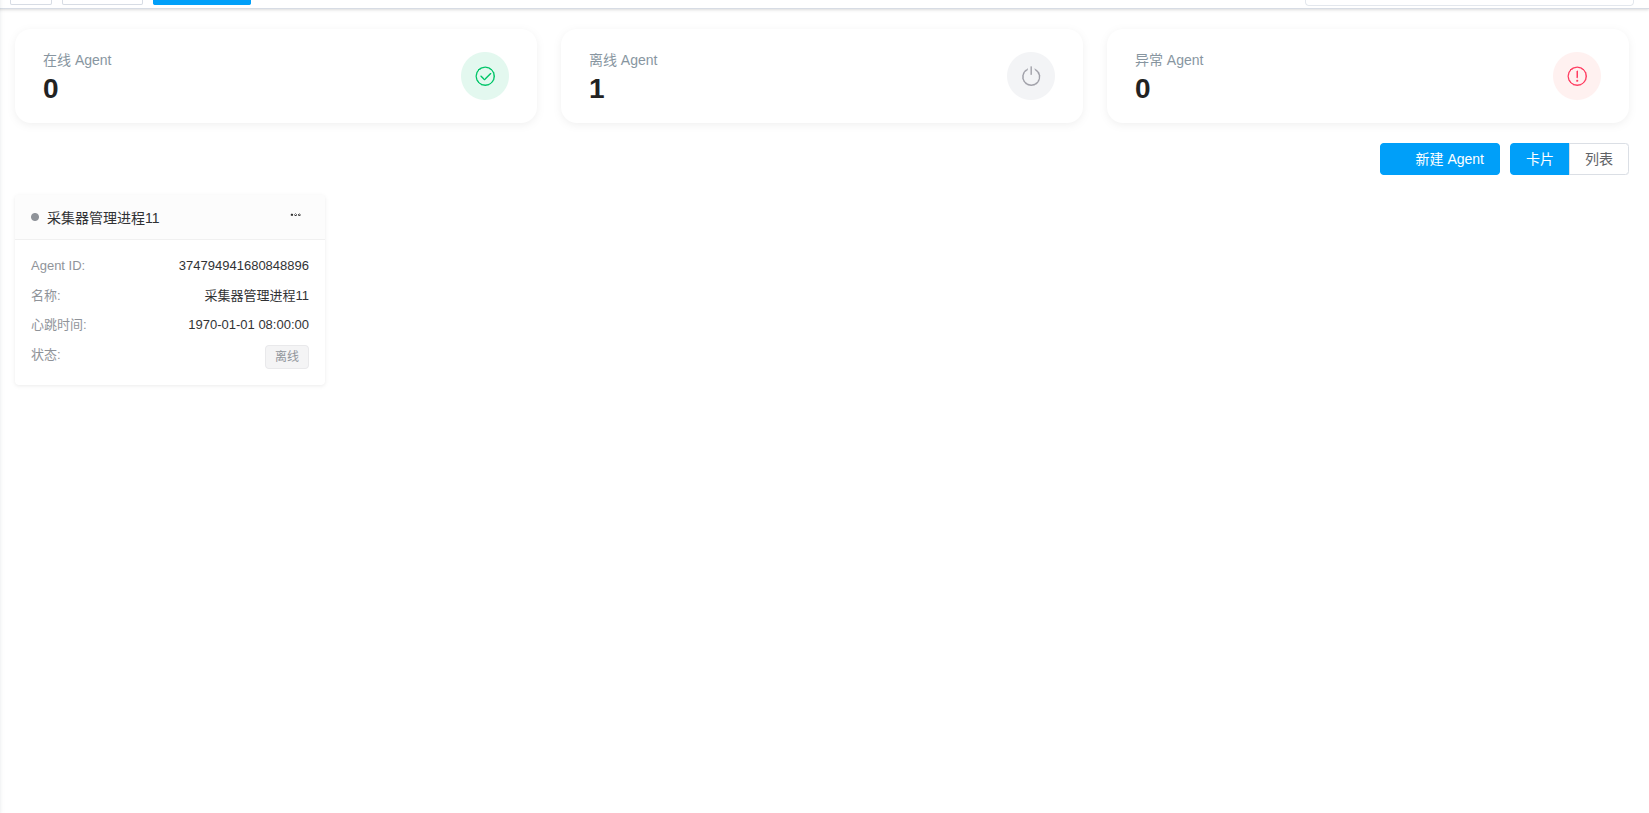 在线 Agent
0
离线 Agent
1
异常 Agent
0
新建 Agent
卡片
列表
采集器管理进程11
Agent ID: 374794941680848896
名称: 采集器管理进程11
心跳时间: 1970-01-01 08:00:00
状态: 离线